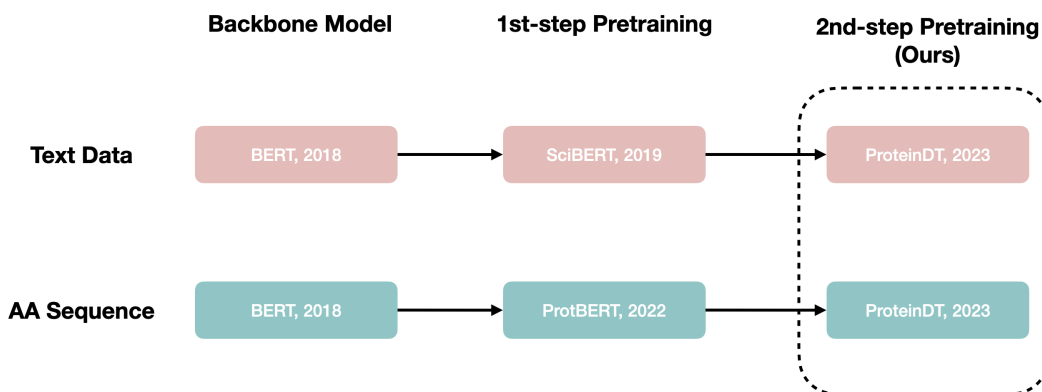 Backbone Model
1st-step Pretraining
2nd-step Pretraining
(Ours)
Text Data
BERT, 2018
SciBERT, 2019
ProteinDT, 2023
AA Sequence
BERT, 2018
ProtBERT, 2022
ProteinDT, 2023